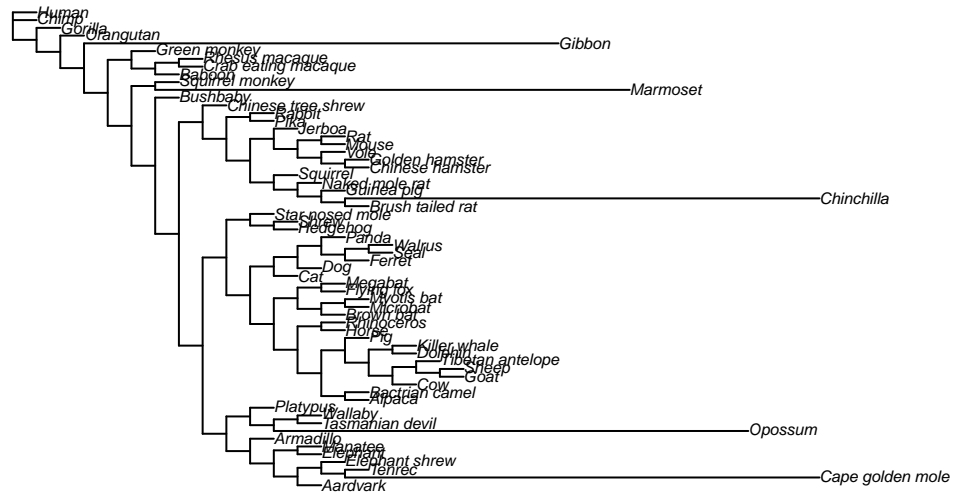 Human
Chimp
Gorilla
Orangutan
Gibbon
Green monkey
Rhesus macaque
Crab eating macaque
Baboon
Squirrel monkey
Marmoset
Bushbaby
Chinese tree shrew
Rabbit
Pika
Jerboa
Rat
Mouse
Vole
Golden hamster
Chinese hamster
Squirrel
Naked mole rat
Guinea pig
Chinchilla
Brush tailed rat
Star nosed mole
Shrew
Hedgehog
Panda
Walrus
Seal
Ferret
Dog
Cat
Megabat
Flying fox
Myotis bat
Microbat
Brown bat
Rhinoceros
Horse
Pig
Killer whale
Dolphin
Tibetan antelope
Sheep
Goat
Cow
Bactrian camel
Alpaca
Platypus
Wallaby
Tasmanian devil
Opossum
Armadillo
Manatee
Elephant
Elephant shrew
Tenrec
Cape golden mole
Aardvark